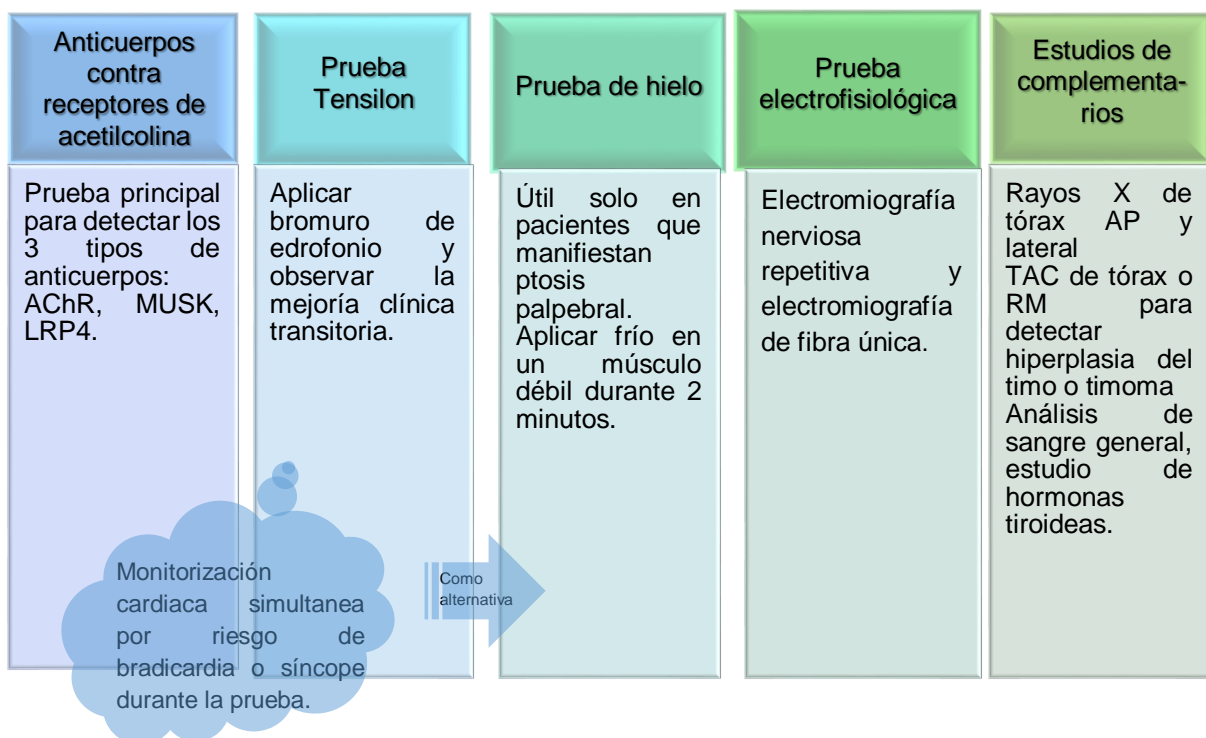 Anticuerpos
contra
receptores de
acetilcolina
Prueba principal
para detectar los
3 tipos de
anticuerpos:
AChR, MUSK,
LRP4.
Prueba
Tensilon
Aplicar
bromuro de
edrofonio y
observar la
mejoría clínica
transitoria.
Monitorización
cardiaca simultanea
por riesgo de
bradicardia o síncope
durante la prueba.
Como
alternativa
Prueba de hielo
Útil solo en
pacientes que
manifiestan
ptosis
palpebral.
Aplicar frío en
un músculo
débil durante 2
minutos.
Prueba
electrofisiológica
Electromiografía
nerviosa
repetitiva y
electromiografía
de fibra única.
Estudios de
complementa-
rios
Rayos X de
tórax AP y
lateral
TAC de tórax o
RM para
detectar
hiperplasia del
timo o timoma
Análisis de
sangre general,
estudio de
hormonas
tiroideas.